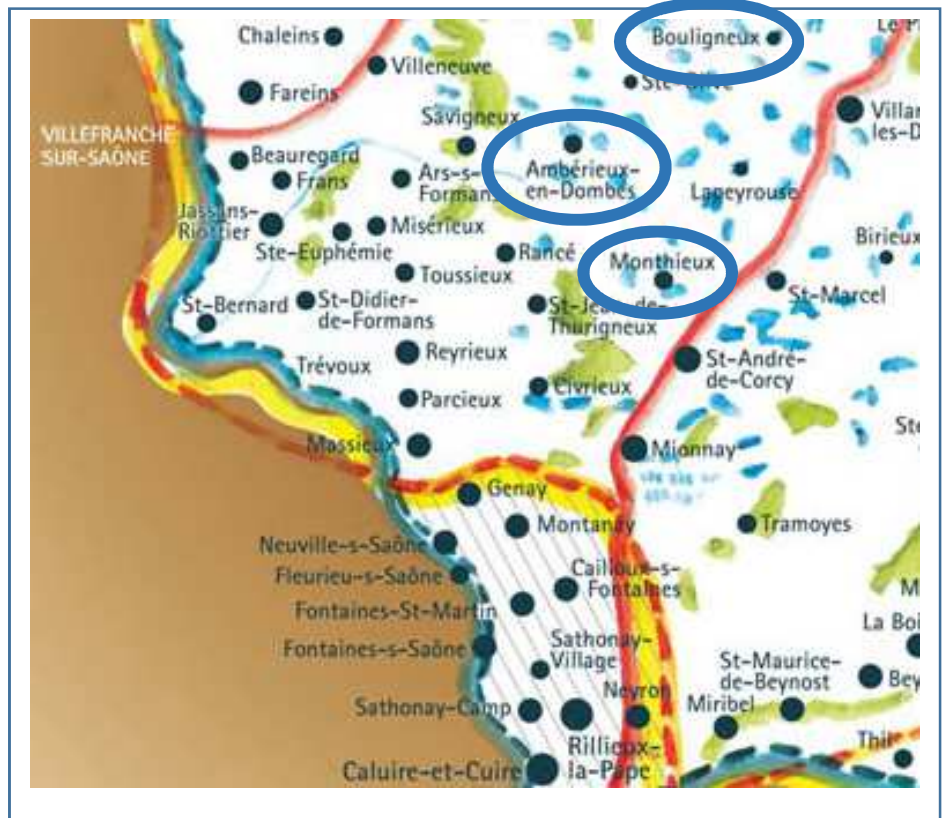 Chaleins
Bouligneux
Villeneuve
Fareins
Savigneux
VILLEFRANCHE
SUR-SAÔNE
Beauregard
Frans
Ars-s-
Formans
Ambérieux-
en-Dombes
Lapeyrouse
Jassans-
Riottier
Ste-Euphémie
Misérieux
Rancé
Monthieux
Birieux
Toussieux
St-Bernard
St-Didier-
de-Formans
St-Jean-de-
Thurigneux
St-Marcel
Trévoux
Reyrieux
St-André-
de-Corcy
Parcieux
Civrieux
Massieux
Mionnay
Genay
Montanay
Tramoyes
Neuville-s-Saône
Fleurieu-s-Saône
Cailloux-s-
Fontaines
Fontaines-St-Martin
Fontaines-s-Saône
Sathonay-
Village
St-Maurice-
de-Beynost
Bey
La Boi
Neyron
Miribel
Sathonay-Camp
Rillieux-
la-Pape
Thil
Caluire-et-Cuire